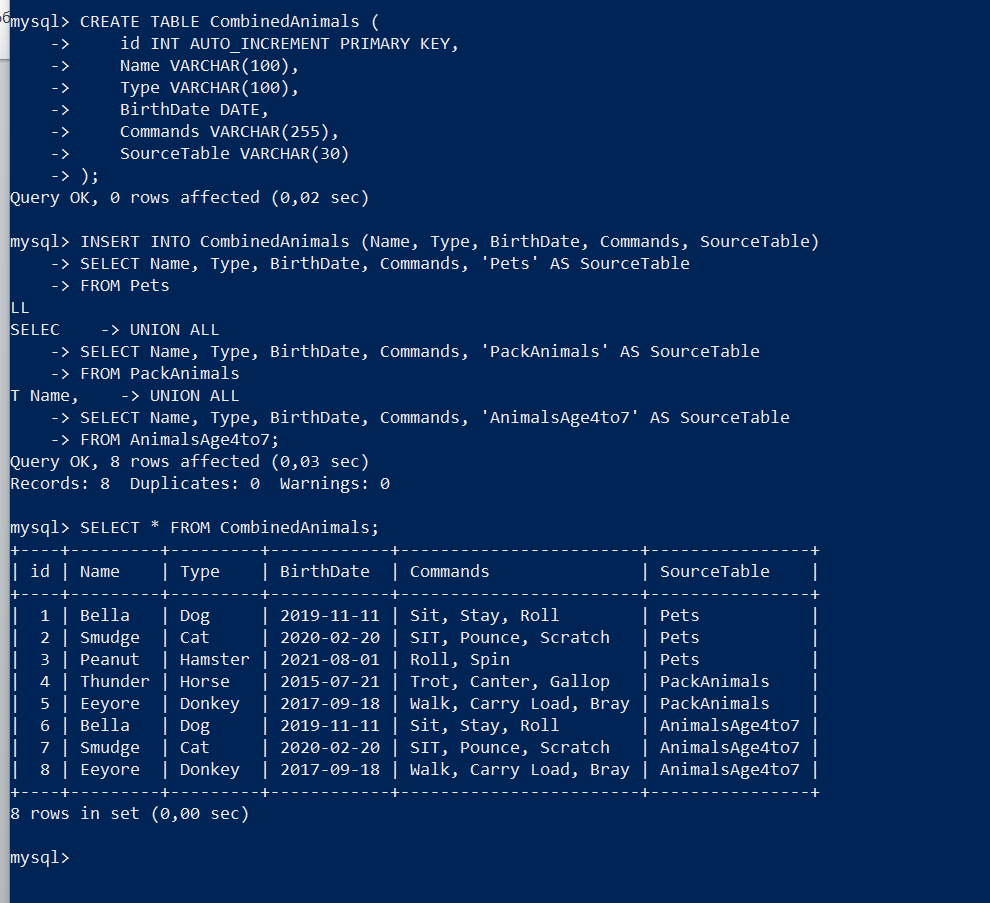 об
mysql> CREATE TABLE CombinedAnimals (
    ->     id INT AUTO_INCREMENT PRIMARY KEY,
    ->     Name VARCHAR(100),
    ->     Type VARCHAR(100),
    ->     BirthDate DATE,
    ->     Commands VARCHAR(255),
    ->     SourceTable VARCHAR(30)
    -> );
Query OK, 0 rows affected (0,02 sec)

mysql> INSERT INTO CombinedAnimals (Name, Type, BirthDate, Commands, SourceTable)
    -> SELECT Name, Type, BirthDate, Commands, 'Pets' AS SourceTable
    -> FROM Pets
LL
SELEC    -> UNION ALL
    -> SELECT Name, Type, BirthDate, Commands, 'PackAnimals' AS SourceTable
    -> FROM PackAnimals
T Name,    -> UNION ALL
    -> SELECT Name, Type, BirthDate, Commands, 'AnimalsAge4to7' AS SourceTable
    -> FROM AnimalsAge4to7;
Query OK, 8 rows affected (0,03 sec)
Records: 8  Duplicates: 0  Warnings: 0

mysql> SELECT * FROM CombinedAnimals;
+----+---------+---------+------------+------------------------+----------------+
| id | Name    | Type    | BirthDate  | Commands               | SourceTable    |
+----+---------+---------+------------+------------------------+----------------+
|  1 | Bella   | Dog     | 2019-11-11 | Sit, Stay, Roll        | Pets           |
|  2 | Smudge  | Cat     | 2020-02-20 | SIT, Pounce, Scratch   | Pets           |
|  3 | Peanut  | Hamster | 2021-08-01 | Roll, Spin             | Pets           |
|  4 | Thunder | Horse   | 2015-07-21 | Trot, Canter, Gallop   | PackAnimals    |
|  5 | Eeyore  | Donkey  | 2017-09-18 | Walk, Carry Load, Bray | PackAnimals    |
|  6 | Bella   | Dog     | 2019-11-11 | Sit, Stay, Roll        | AnimalsAge4to7 |
|  7 | Smudge  | Cat     | 2020-02-20 | SIT, Pounce, Scratch   | AnimalsAge4to7 |
|  8 | Eeyore  | Donkey  | 2017-09-18 | Walk, Carry Load, Bray | AnimalsAge4to7 |
+----+---------+---------+------------+------------------------+----------------+
8 rows in set (0,00 sec)

mysql>